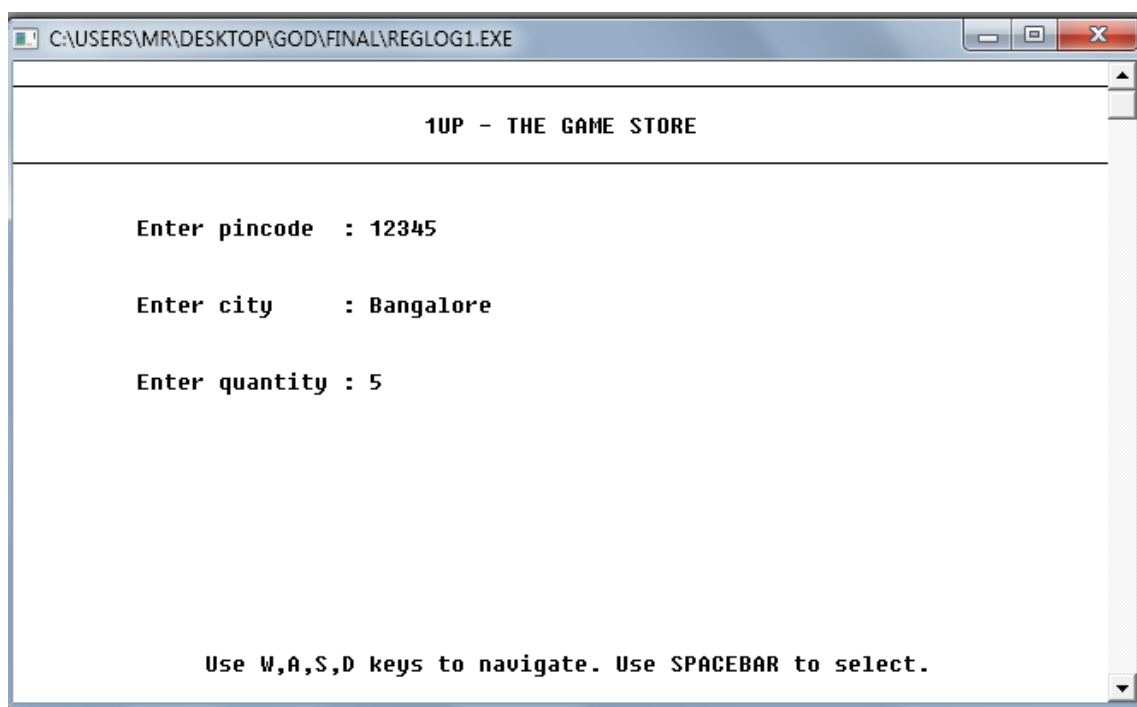 C:\USERS\MR\DESKTOP\GOD\FINAL\REGLOG1.EXE
1UP - THE GAME STORE
Enter pincode  : 12345
Enter city     : Bangalore
Enter quantity : 5
Use W,A,S,D keys to navigate. Use SPACEBAR to select.